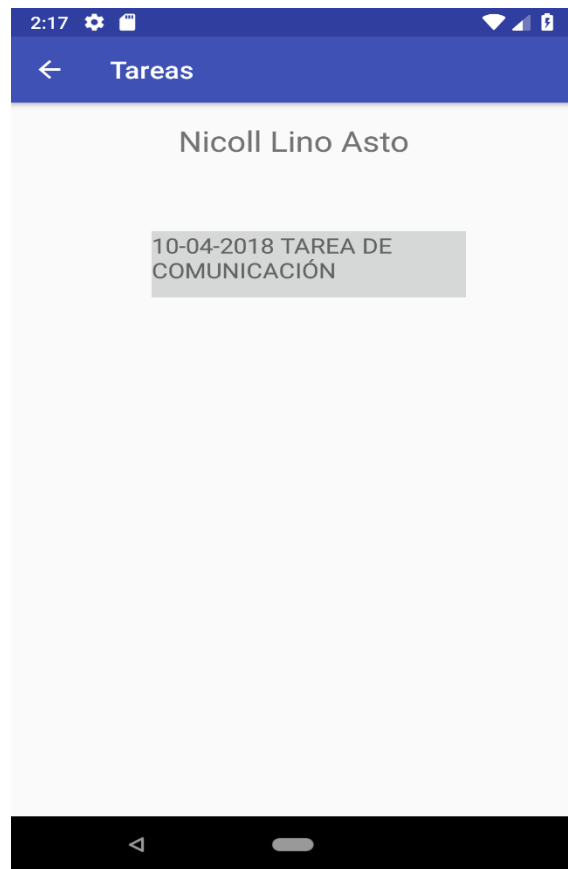 2:17
Tareas
Nicoll Lino Asto
10-04-2018 TAREA DE
COMUNICACIÓN